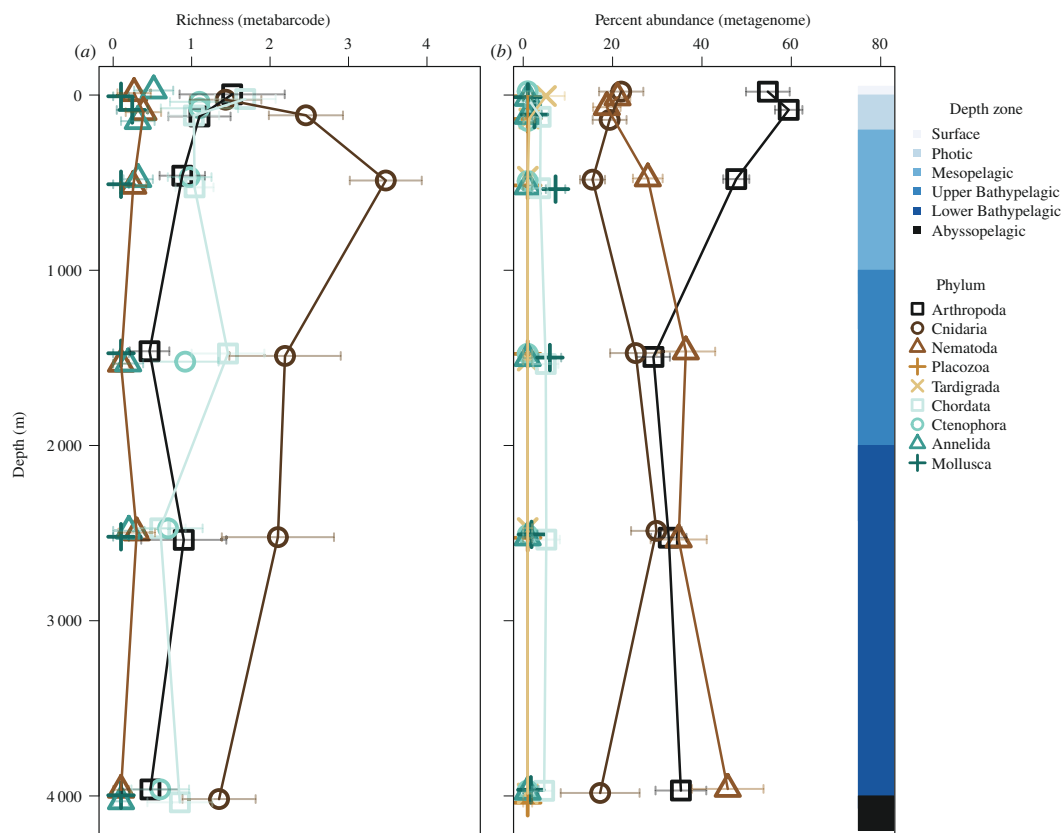 Richness (metabarcode)
Percent abundance (metagenome)
(a)
0 1 2 3 4
(b)
0 20 40 60 80
0
1 000
2 000
3 000
4 000
Depth (m)
Depth zone
Surface
Photic
Mesopelagic
Upper Bathypelagic
Lower Bathypelagic
Abyssopelagic
Phylum
Arthropoda
Cnidaria
Nematoda
Placozoa
Tardigrada
Chordata
Ctenophora
Annelida
Mollusca